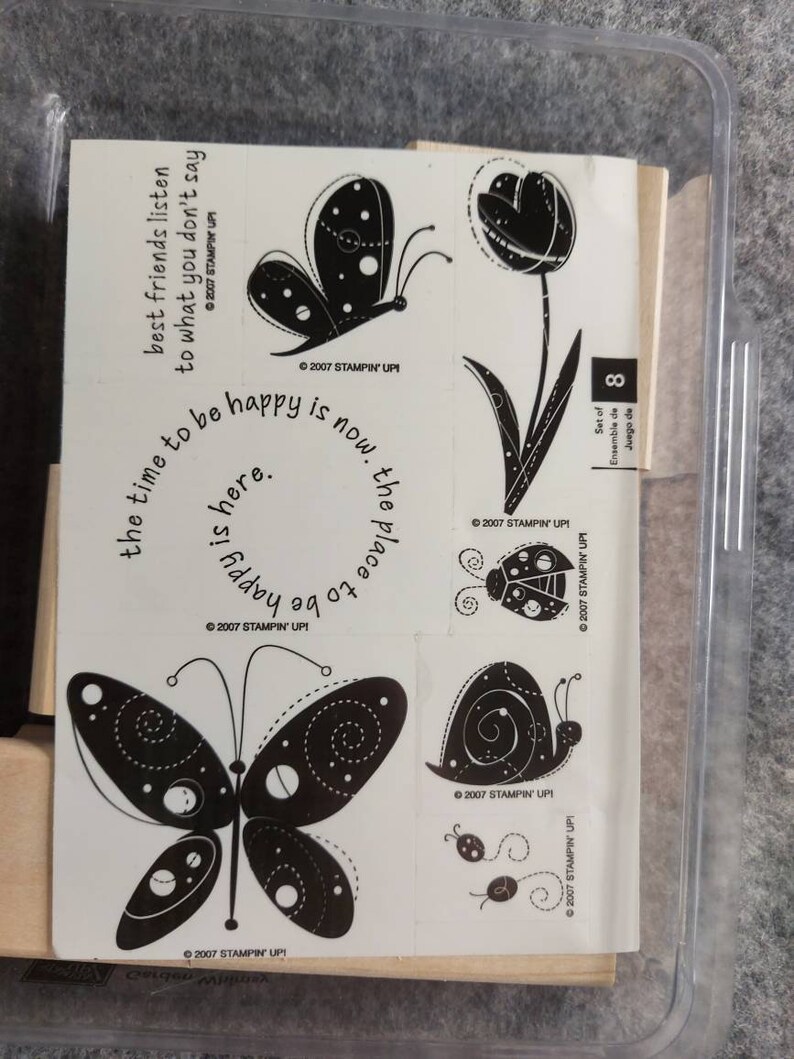 best friends listen
to what you don't say
© 2007 STAMPIN' UP!
© 2007 STAMPIN' UP!
8
Set of
Ensemble de
Juego de
© 2007 STAMPIN' UP!
the time to be happy is now. the place to be happy is here.
© 2007 STAMPIN' UP!
© 2007 STAMPIN' UP!
© 2007 STAMPIN' UP!
© 2007 STAMPIN' UP!
© 2007 STAMPIN' UP!
Garden Whimsy